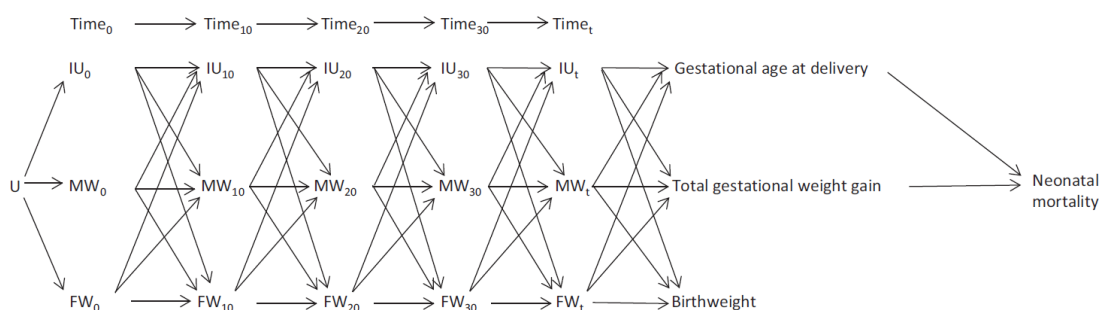 Time₀ Time₁₀ Time₂₀ Time₃₀ Timeₜ
IU₀ IU₁₀ IU₂₀ IU₃₀ IUₜ Gestational age at delivery
U MW₀ MW₁₀ MW₂₀ MW₃₀ MWₜ Total gestational weight gain Neonatal
mortality
FW₀ FW₁₀ FW₂₀ FW₃₀ FWₜ Birthweight